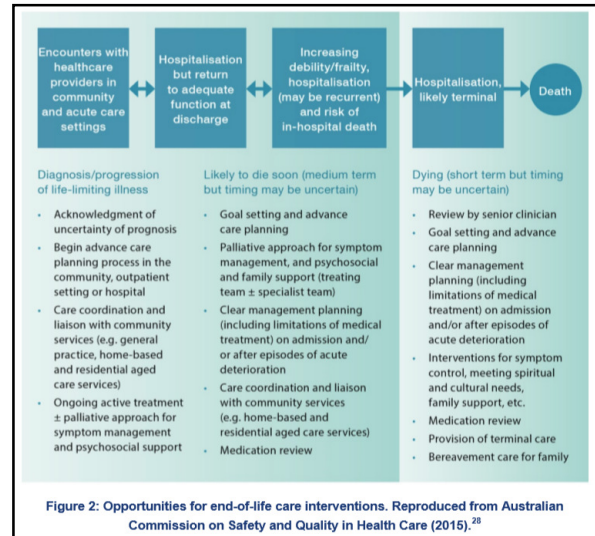 Encounters with
healthcare
providers in
community
and acute care
settings
Hospitalisation
but return
to adequate
function at
discharge
Increasing
debility/frailty,
hospitalisation
(may be recurrent)
and risk of
in-hospital death
Hospitalisation,
likely terminal
Death
Diagnosis/progression
of life-limiting illness
• Acknowledgment of
uncertainty of prognosis
• Begin advance care
planning process in the
community, outpatient
setting or hospital
• Care coordination and
liaison with community
services (e.g. general
practice, home-based
and residential aged
care services)
• Ongoing active treatment
± palliative approach for
symptom management
and psychosocial support
Likely to die soon (medium term
but timing may be uncertain)
• Goal setting and advance
care planning
• Palliative approach for symptom
management, and psychosocial
and family support (treating
team ± specialist team)
• Clear management planning
(including limitations of medical
treatment) on admission and/
or after episodes of acute
deterioration
• Care coordination and liaison
with community services
(e.g. home-based and
residential aged care services)
• Medication review
Dying (short term but timing
may be uncertain)
• Review by senior clinician
• Goal setting and advance
care planning
• Clear management
planning (including
limitations of medical
treatment) on admission
and/or after episodes of
acute deterioration
• Interventions for symptom
control, meeting spiritual
and cultural needs,
family support, etc.
• Medication review
• Provision of terminal care
• Bereavement care for family
Figure 2: Opportunities for end-of-life care interventions. Reproduced from Australian
Commission on Safety and Quality in Health Care (2015).28